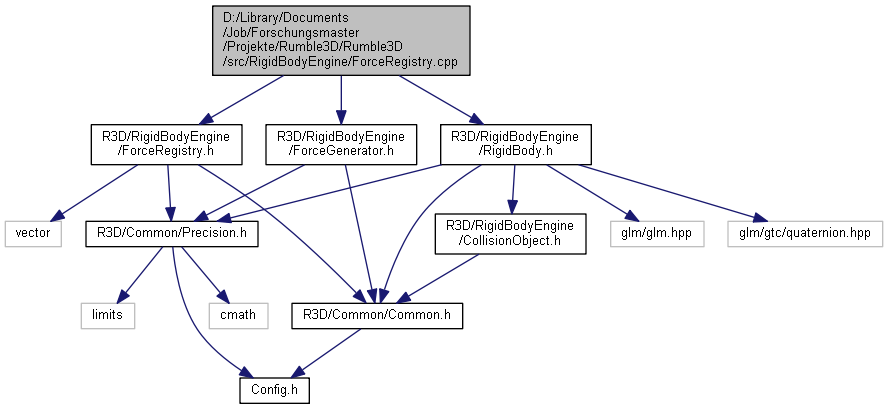 D:/Library/Documents
/Job/Forschungsmaster
/Projekte/Rumble3D/Rumble3D
/src/RigidBodyEngine/ForceRegistry.cpp
R3D/RigidBodyEngine
/ForceRegistry.h
R3D/RigidBodyEngine
/ForceGenerator.h
R3D/RigidBodyEngine
/RigidBody.h
vector
R3D/Common/Precision.h
R3D/RigidBodyEngine
/CollisionObject.h
glm/glm.hpp
glm/gtc/quaternion.hpp
limits
cmath
R3D/Common/Common.h
Config.h